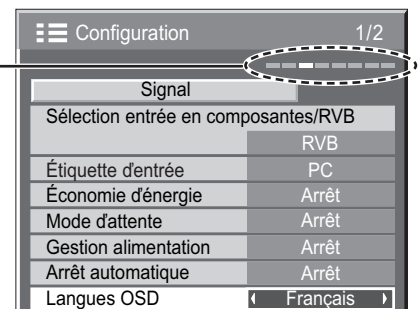 Configuration 1/2
Signal
Sélection entrée en composantes/RVB
RVB
Étiquette d'entrée PC
Économie d'énergie Arrêt
Mode d'attente Arrêt
Gestion alimentation Arrêt
Arrêt automatique Arrêt
Langues OSD Français